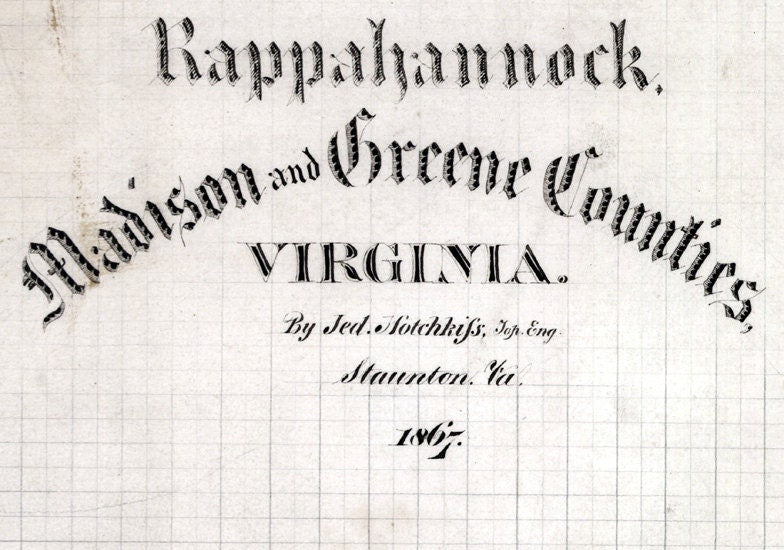 Rappahannock,
Madison and Greene Counties,
VIRGINIA.
By Jed. Hotchkiſs, Top. Eng.
Staunton. Va.
1867.